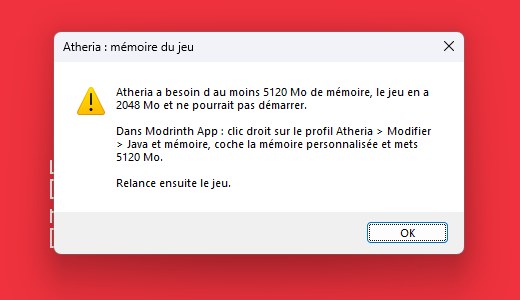 Atheria : mémoire du jeu
Atheria a besoin d au moins 5120 Mo de mémoire, le jeu en a
2048 Mo et ne pourrait pas démarrer.
Dans Modrinth App : clic droit sur le profil Atheria > Modifier
> Java et mémoire, coche la mémoire personnalisée et mets
5120 Mo.
Relance ensuite le jeu.
OK